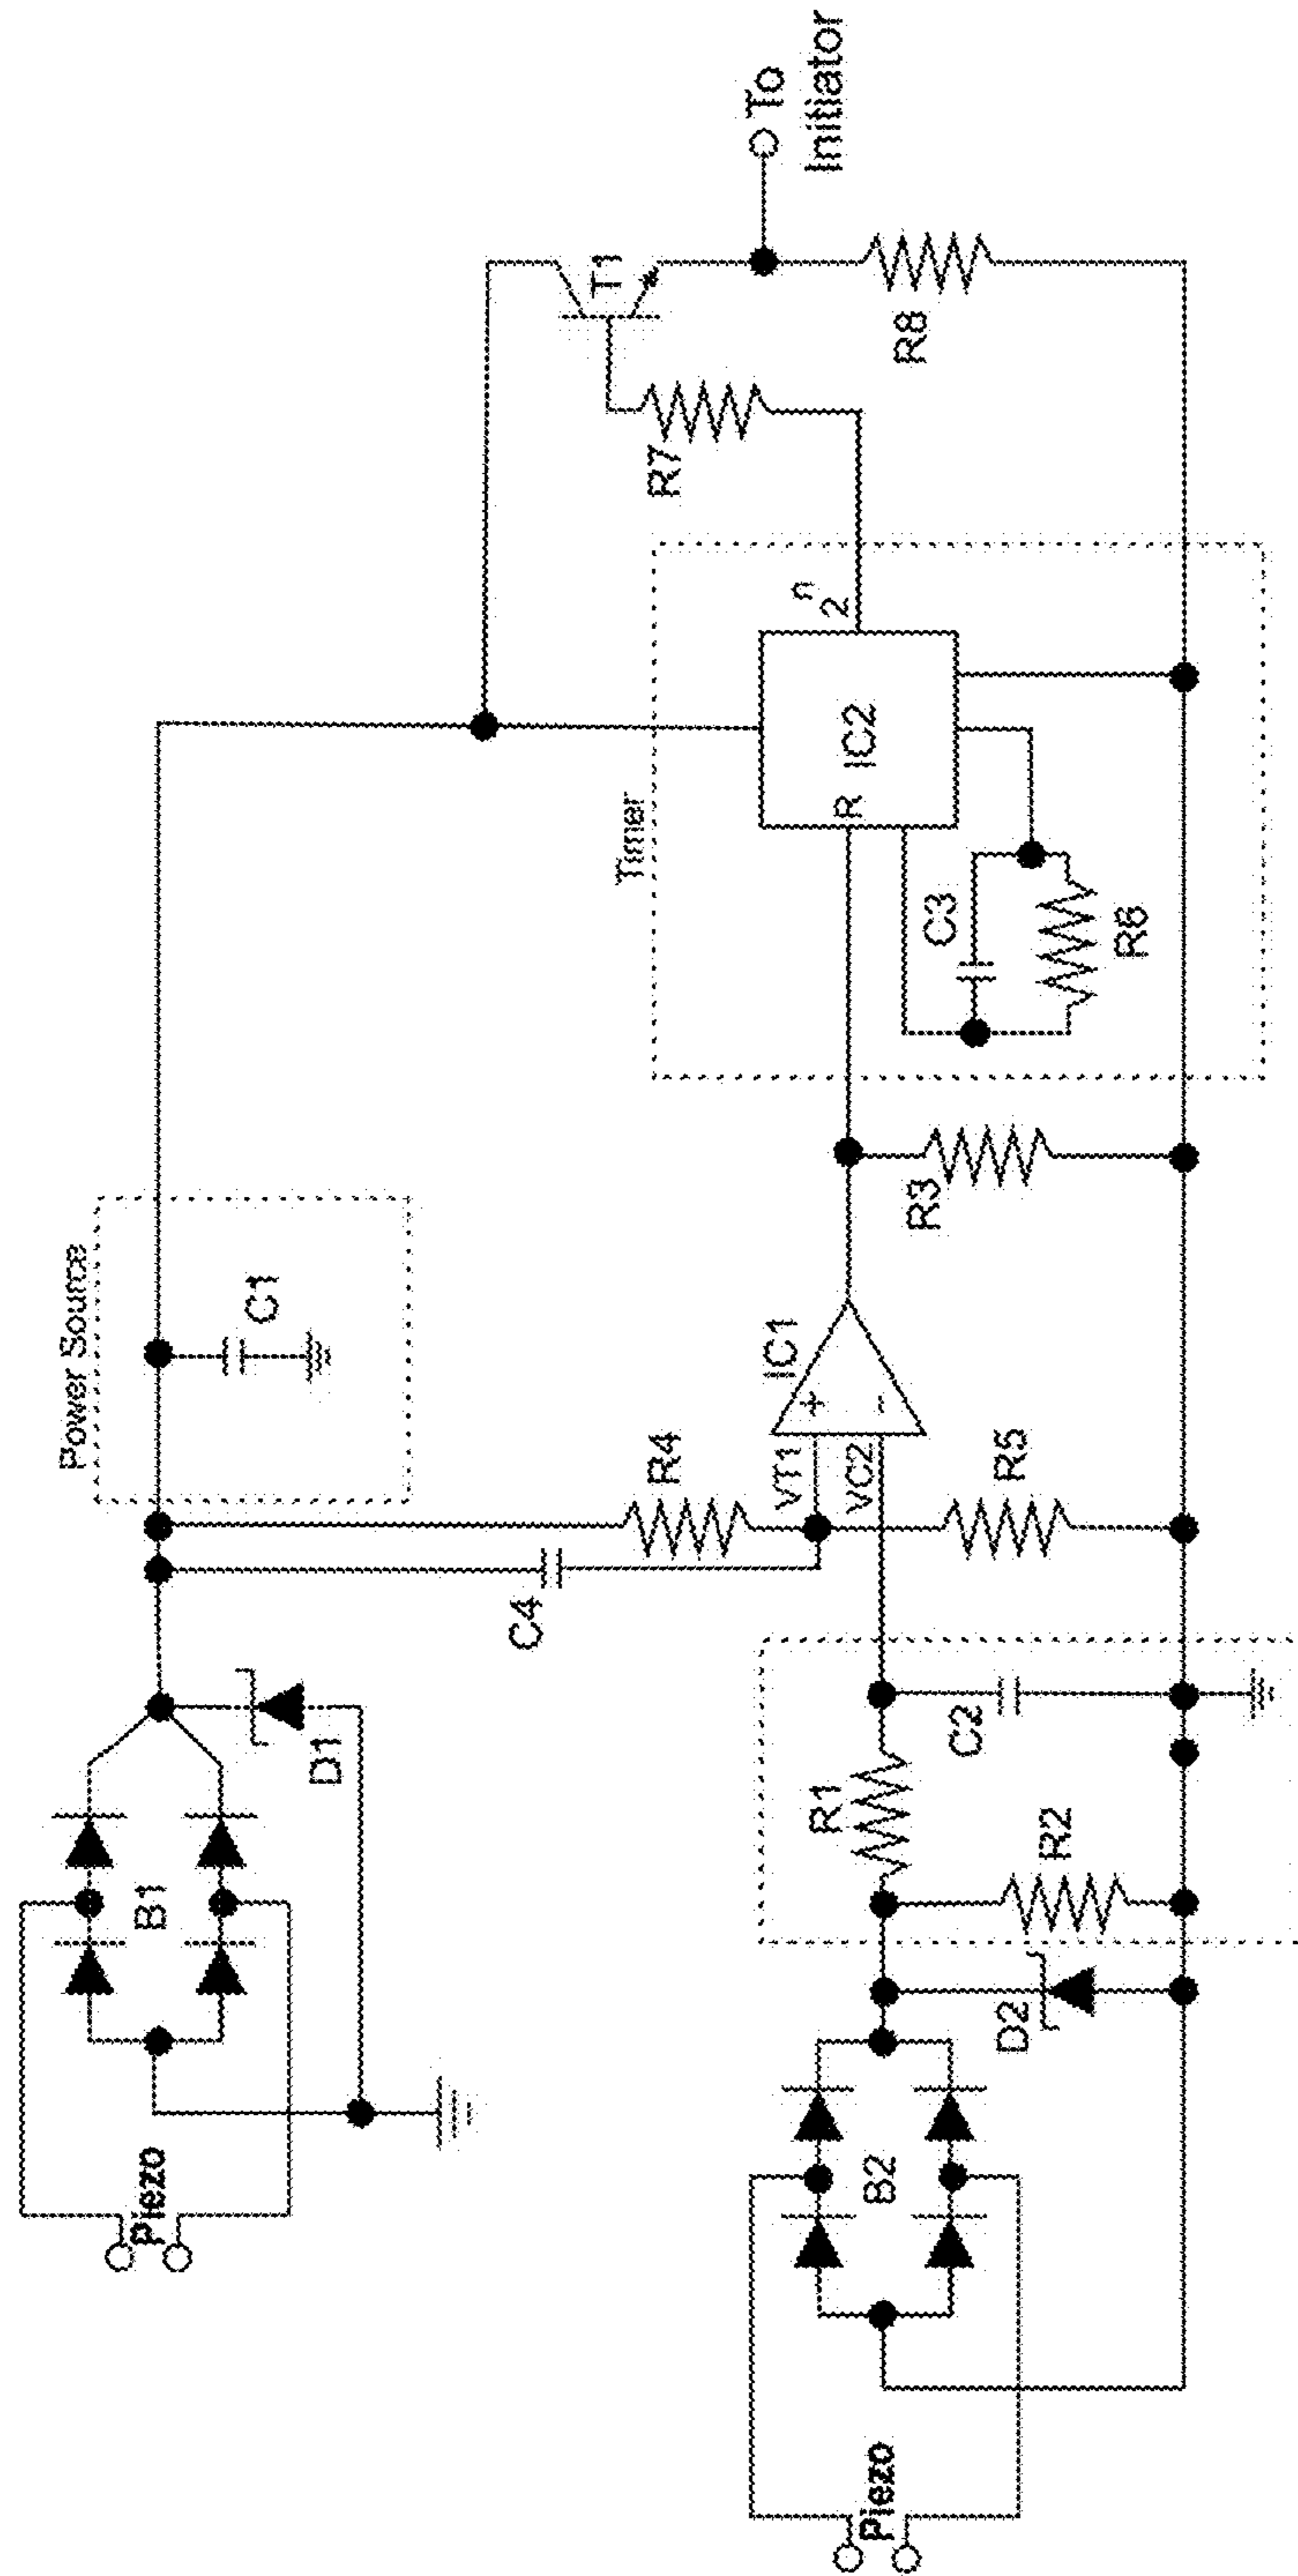 Piezo
B1
D1
Power Source
C1
C4
R4
VT1
VC2
+
-
IC1
R5
Piezo
B2
D2
R1
R2
C2
R3
Timer
R
IC2
n
2
C3
R6
R7
T1
R8
To
Initiator